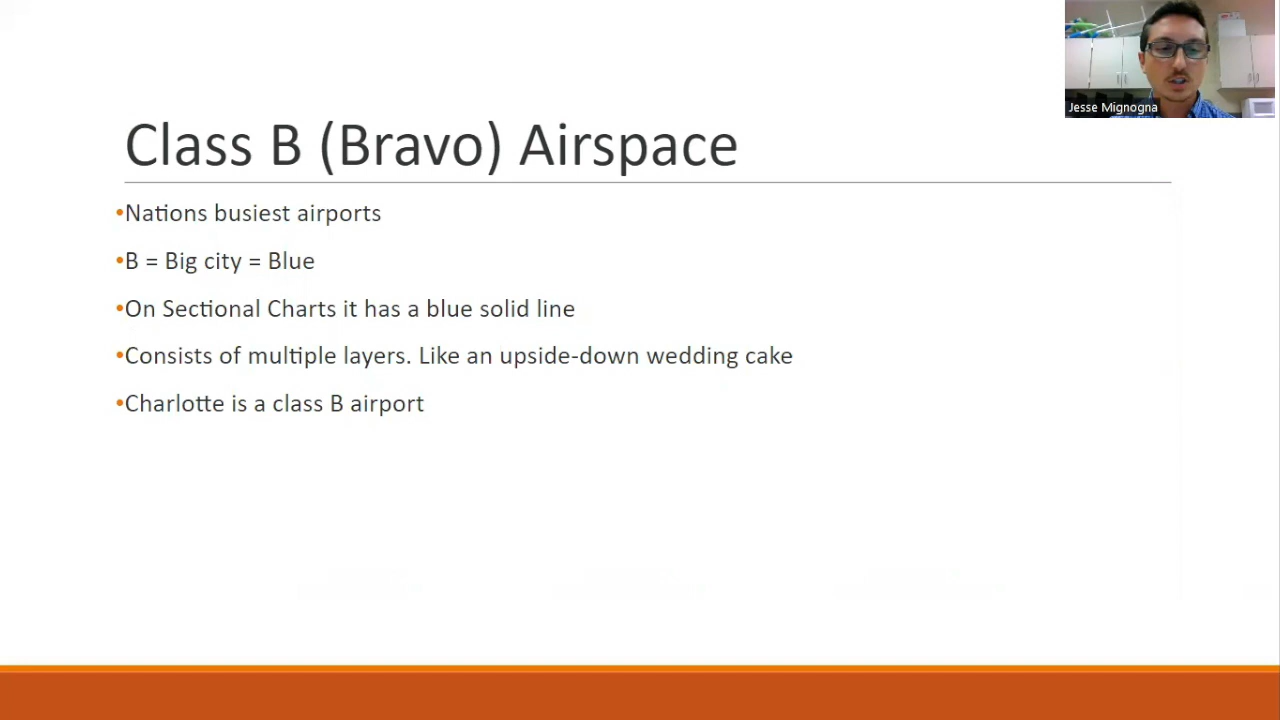 Jesse Mignogna
Class B (Bravo) Airspace
•Nations busiest airports
•B = Big city = Blue
•On Sectional Charts it has a blue solid line
•Consists of multiple layers. Like an upside-down wedding cake
•Charlotte is a class B airport